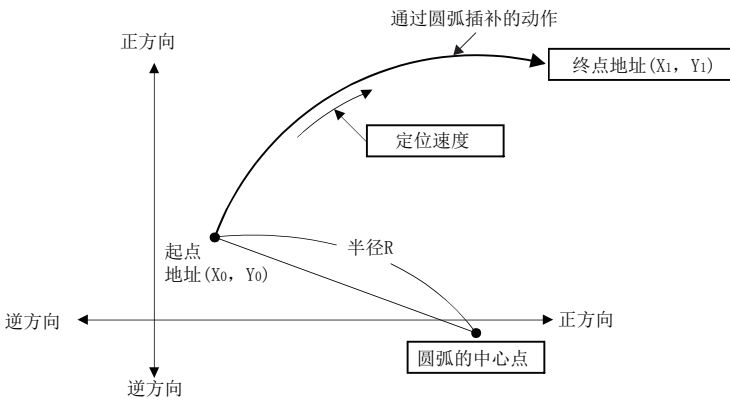 通过圆弧插补的动作
正方向
终点地址(X1，Y1)
定位速度
起点
地址(X0，Y0)
半径R
逆方向
正方向
圆弧的中心点
逆方向